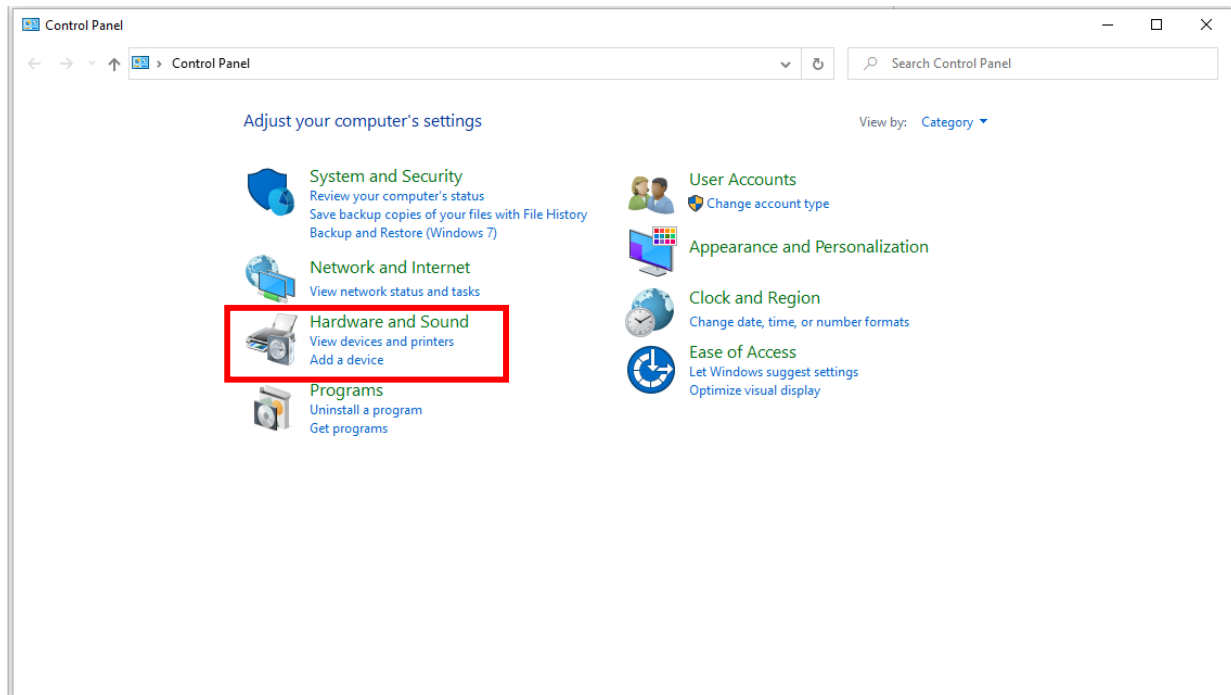 Control Panel
Control Panel
Search Control Panel
Adjust your computer's settings
View by: Category
System and Security
Review your computer's status
Save backup copies of your files with File History
Backup and Restore (Windows 7)
Network and Internet
View network status and tasks
Hardware and Sound
View devices and printers
Add a device
Programs
Uninstall a program
Get programs
User Accounts
Change account type
Appearance and Personalization
Clock and Region
Change date, time, or number formats
Ease of Access
Let Windows suggest settings
Optimize visual display